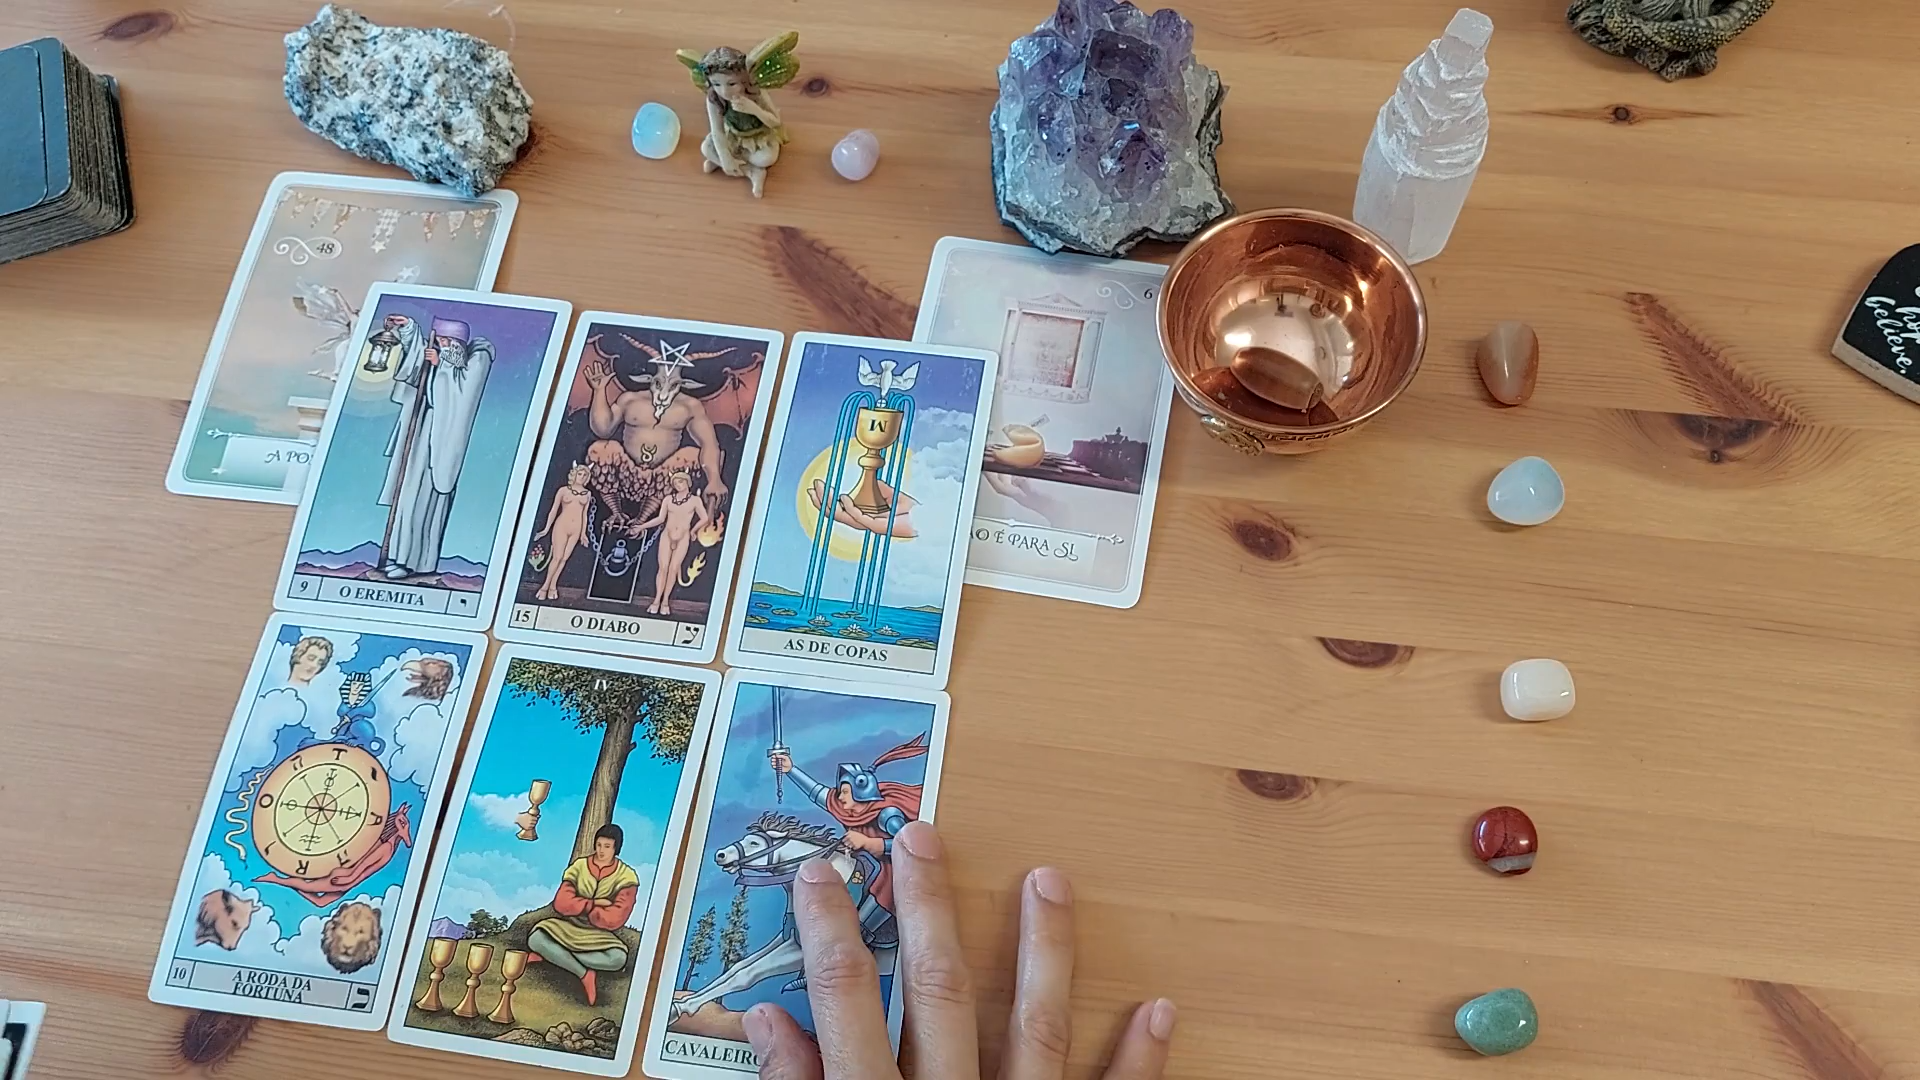 48
A PO
6
ÃO É PARA SI
hope
believe.
9 O EREMITA י
15 O DIABO ע
M
AS DE COPAS
T
A
R
O
10 A RODA DA
FORTUNA כ
IV
CAVALEIRO